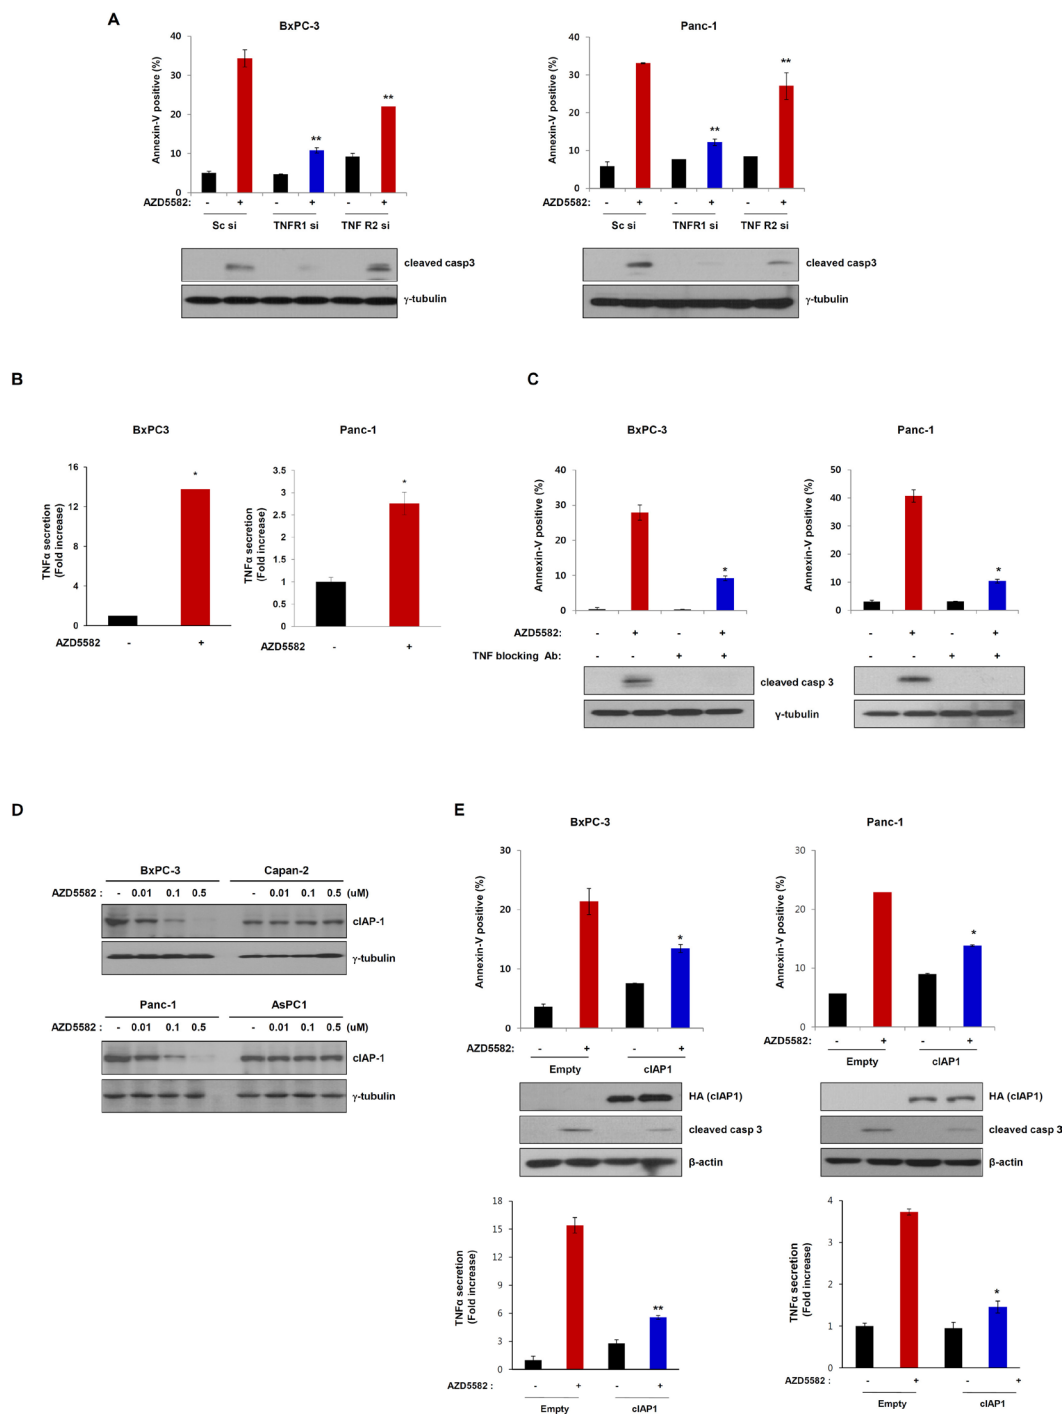 A
BxPC-3
Panc-1
Annexin-V positive (%)
40
30
20
10
0
**
**
AZD5582: - + - + - +
Sc si TNFR1 si TNF R2 si
cleaved casp3
γ-tubulin
Annexin-V positive (%)
40
30
20
10
0
**
**
AZD5582: - + - + - +
Sc si TNFR1 si TNF R2 si
cleaved casp3
γ-tubulin
B
BxPC3
Panc-1
TNFα secretion
(Fold increase)
16
12
8
4
0
*
AZD5582 - +
TNFα secretion
(Fold increase)
3.5
3
2.5
2
1.5
1
0.5
0
*
AZD5582 - +
C
BxPC-3
Panc-1
Annexin-V positive (%)
40
30
20
10
0
*
Annexin-V positive (%)
50
40
30
20
10
0
*
AZD5582: - + - + - + - +
TNF blocking Ab: - - + + - - + +
cleaved casp 3
γ-tubulin
D
BxPC-3 Capan-2
AZD5582 : - 0.01 0.1 0.5 - 0.01 0.1 0.5 (uM)
cIAP-1
γ-tubulin
Panc-1 AsPC1
AZD5582 : - 0.01 0.1 0.5 - 0.01 0.1 0.5 (uM)
cIAP-1
γ-tubulin
E
BxPC-3
Panc-1
Annexin-V positive (%)
30
20
10
0
*
AZD5582: - + - +
Empty cIAP1
HA (cIAP1)
cleaved casp 3
β-actin
Annexin-V positive (%)
30
20
10
0
*
AZD5582: - + - +
Empty cIAP1
HA (cIAP1)
cleaved casp 3
β-actin
TNFα secretion
(Fold increase)
18
15
12
9
6
3
0
**
AZD5582 : - + - +
Empty cIAP1
TNFα secretion
(Fold increase)
4
3
2
1
0
*
AZD5582 : - + - +
Empty cIAP1